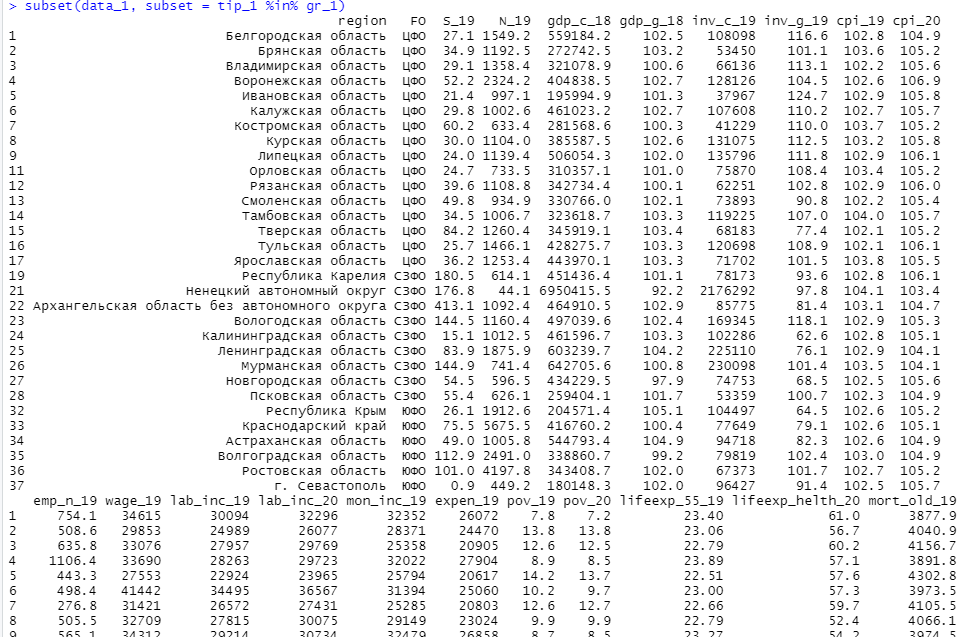 > subset(data_1, subset = tip_1 %in% gr_1)
region FO S_19 N_19 gdp_c_18 gdp_g_18 inv_c_19 inv_g_19 cpi_19 cpi_20
1 Белгородская область ЦФО 27.1 1549.2 559184.2 102.5 108098 116.6 102.8 104.9
2 Брянская область ЦФО 34.9 1192.5 272742.5 103.2 53450 101.1 103.6 105.2
3 Владимирская область ЦФО 29.1 1358.4 321078.9 100.6 66136 113.1 102.2 105.6
4 Воронежская область ЦФО 52.2 2324.2 404838.5 102.7 128126 104.5 102.6 106.9
5 Ивановская область ЦФО 21.4 997.1 195994.9 101.3 37967 124.7 102.9 105.8
6 Калужская область ЦФО 29.8 1002.6 461023.2 102.7 107608 110.2 102.7 105.7
7 Костромская область ЦФО 60.2 633.4 281568.6 100.3 41229 110.0 103.7 105.2
8 Курская область ЦФО 30.0 1104.0 385587.5 102.6 131075 112.5 103.2 105.8
9 Липецкая область ЦФО 24.0 1139.4 506054.3 102.0 135796 111.8 102.9 106.1
11 Орловская область ЦФО 24.7 733.5 310357.1 101.0 75870 108.4 103.4 105.2
12 Рязанская область ЦФО 39.6 1108.8 342734.4 100.1 62251 102.8 102.9 106.0
13 Смоленская область ЦФО 49.8 934.9 330766.0 102.1 73893 90.8 102.2 105.4
14 Тамбовская область ЦФО 34.5 1006.7 323618.7 103.3 119225 107.0 104.0 105.7
15 Тверская область ЦФО 84.2 1260.4 345919.1 103.4 68183 77.4 102.1 105.2
16 Тульская область ЦФО 25.7 1466.1 428275.7 103.3 120698 108.9 102.1 106.1
17 Ярославская область ЦФО 36.2 1253.4 443970.1 103.3 71702 101.5 103.8 105.5
19 Республика Карелия СЗФО 180.5 614.1 451436.4 101.1 78173 93.6 102.8 106.1
21 Ненецкий автономный округ СЗФО 176.8 44.1 6950415.5 92.2 2176292 97.8 104.1 103.4
22 Архангельская область без автономного округа СЗФО 413.1 1092.4 464910.5 102.9 85775 81.4 103.1 104.7
23 Вологодская область СЗФО 144.5 1160.4 497039.6 102.4 169345 118.1 102.9 105.3
24 Калининградская область СЗФО 15.1 1012.5 461596.7 103.3 102286 62.6 102.8 105.1
25 Ленинградская область СЗФО 83.9 1875.9 603239.7 104.2 225110 76.1 102.9 104.1
26 Мурманская область СЗФО 144.9 741.4 642705.6 100.8 230098 101.4 103.5 104.1
27 Новгородская область СЗФО 54.5 596.5 434229.5 97.9 74753 68.5 102.5 105.6
28 Псковская область СЗФО 55.4 626.1 259404.1 101.7 53359 100.7 102.3 104.9
32 Республика Крым ЮФО 26.1 1912.6 204571.4 105.1 104497 64.5 102.6 105.2
33 Краснодарский край ЮФО 75.5 5675.5 416760.2 100.4 77649 79.1 102.6 105.1
34 Астраханская область ЮФО 49.0 1005.8 544793.4 104.9 94718 82.3 102.6 104.9
35 Волгоградская область ЮФО 112.9 2491.0 338860.7 99.2 79819 102.4 103.0 104.9
36 Ростовская область ЮФО 101.0 4197.8 343408.7 102.0 67373 101.7 102.7 105.2
37 г. Севастополь ЮФО 0.9 449.2 180148.3 102.0 96427 91.4 102.5 105.7
emp_n_19 wage_19 lab_inc_19 lab_inc_20 mon_inc_19 expen_19 pov_19 pov_20 lifeexp_55_19 lifeexp_helth_20 mort_old_19
1 754.1 34615 30094 32296 32352 26072 7.8 7.2 23.40 61.0 3877.9
2 508.6 29853 24989 26077 28371 24470 13.8 13.8 23.06 56.7 4040.9
3 635.8 33076 27957 29769 25358 20905 12.6 12.5 22.79 60.2 4156.7
4 1106.4 33690 28263 29723 32022 27904 8.9 8.5 23.89 57.1 3891.8
5 443.3 27553 22924 23965 25794 20617 14.2 13.7 22.51 57.6 4302.8
6 498.4 41442 34495 36567 31394 25060 10.2 9.7 23.00 57.3 3973.5
7 276.8 31421 26572 27431 25285 20803 12.6 12.7 22.66 59.7 4105.5
8 505.5 32709 27815 30075 29149 23024 9.9 9.9 22.79 52.4 4066.1
9 565.1 34312 29214 30734 32479 26858 8.7 8.5 23.27 54.2 3974.5